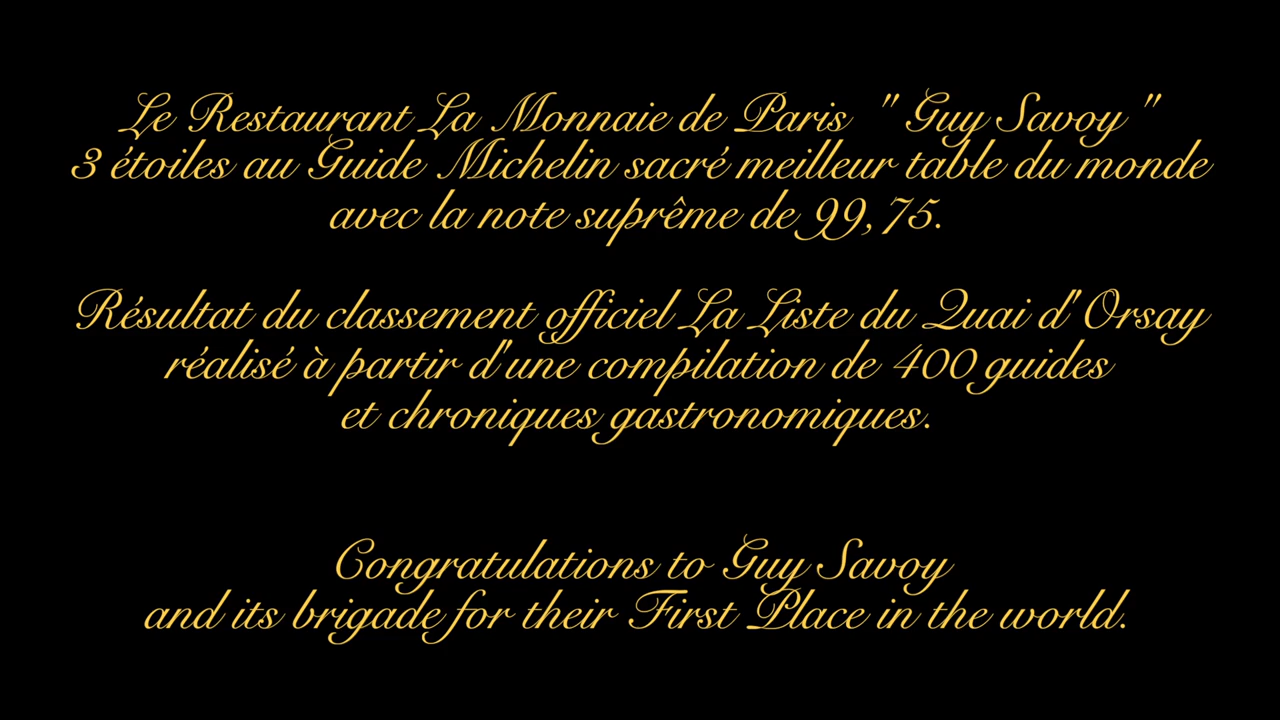 Le Restaurant La Monnaie de Paris " Guy Savoy "
3 étoiles au Guide Michelin sacré meilleur table du monde
avec la note suprême de 99,75.
Résultat du classement officiel La Liste du Quai d'Orsay
réalisé à partir d'une compilation de 400 guides
et chroniques gastronomiques.
Congratulations to Guy Savoy
and its brigade for their First Place in the world.